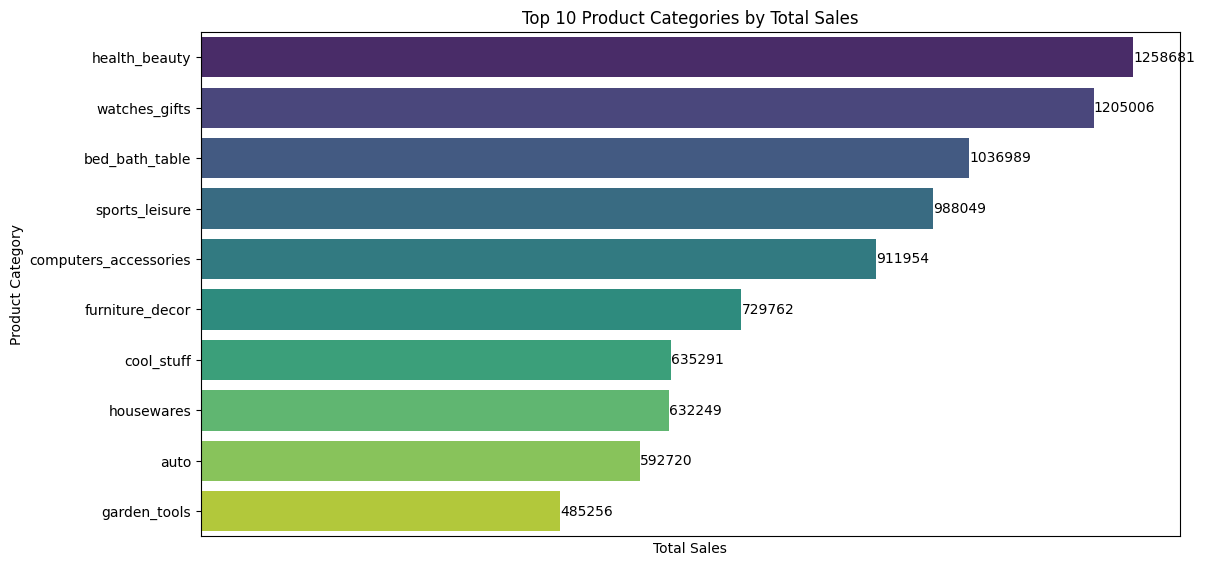 Top 10 Product Categories by Total Sales
Product Category
health_beauty 1258681
watches_gifts 1205006
bed_bath_table 1036989
sports_leisure 988049
computers_accessories 911954
furniture_decor 729762
cool_stuff 635291
housewares 632249
auto 592720
garden_tools 485256
Total Sales